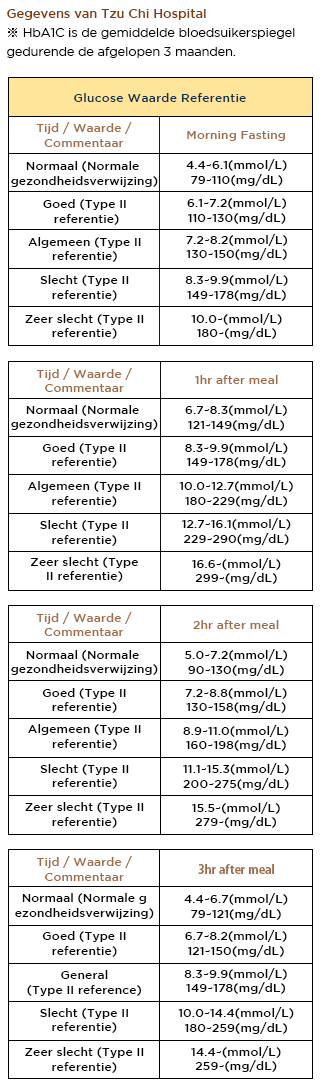 Gegevens van Tzu Chi Hospital
※ HbA1C is de gemiddelde bloedsuikerspiegel
gedurende de afgelopen 3 maanden.
Glucose Waarde Referentie
Tijd / Waarde /
Commentaar
Morning Fasting
Normaal (Normale
gezondheidsverwijzing)
4.4~6.1(mmol/L)
79~110(mg/dL)
Goed (Type II
referentie)
6.1~7.2(mmol/L)
110~130(mg/dL)
Algemeen (Type II
referentie)
7.2~8.2(mmol/L)
130~150(mg/dL)
Slecht (Type II
referentie)
8.3~9.9(mmol/L)
149~178(mg/dL)
Zeer slecht (Type II
referentie)
10.0~(mmol/L)
180~(mg/dL)
Tijd / Waarde /
Commentaar
1hr after meal
Normaal (Normale
gezondheidsverwijzing)
6.7~8.3(mmol/L)
121~149(mg/dL)
Goed (Type II
referentie)
8.3~9.9(mmol/L)
149~178(mg/dL)
Algemeen (Type II
referentie)
10.0~12.7(mmol/L)
180~229(mg/dL)
Slecht (Type II
referentie)
12.7~16.1(mmol/L)
229~290(mg/dL)
Zeer slecht (Type
II referentie)
16.6~(mmol/L)
299~(mg/dL)
Tijd / Waarde /
Commentaar
2hr after meal
Normaal (Normale
gezondheidsverwijzing)
5.0~7.2(mmol/L)
90~130(mg/dL)
Goed (Type II
referentie)
7.2~8.8(mmol/L)
130~158(mg/dL)
Algemeen (Type II
referentie)
8.9~11.0(mmol/L)
160~198(mg/dL)
Slecht (Type II
referentie)
11.1~15.3(mmol/L)
200~275(mg/dL)
Zeer slecht (Type II
referentie)
15.5~(mmol/L)
279~(mg/dL)
Tijd / Waarde /
Commentaar
3hr after meal
Normaal (Normale g
ezondheidsverwijzing)
4.4~6.7(mmol/L)
79~121(mg/dL)
Goed (Type II
referentie)
6.7~8.2(mmol/L)
121~150(mg/dL)
General
(Type II reference)
8.3~9.9(mmol/L)
149~178(mg/dL)
Slecht (Type II
referentie)
10.0~14.4(mmol/L)
180~259(mg/dL)
Zeer slecht (Type II
referentie)
14.4~(mmol/L)
259~(mg/dL)